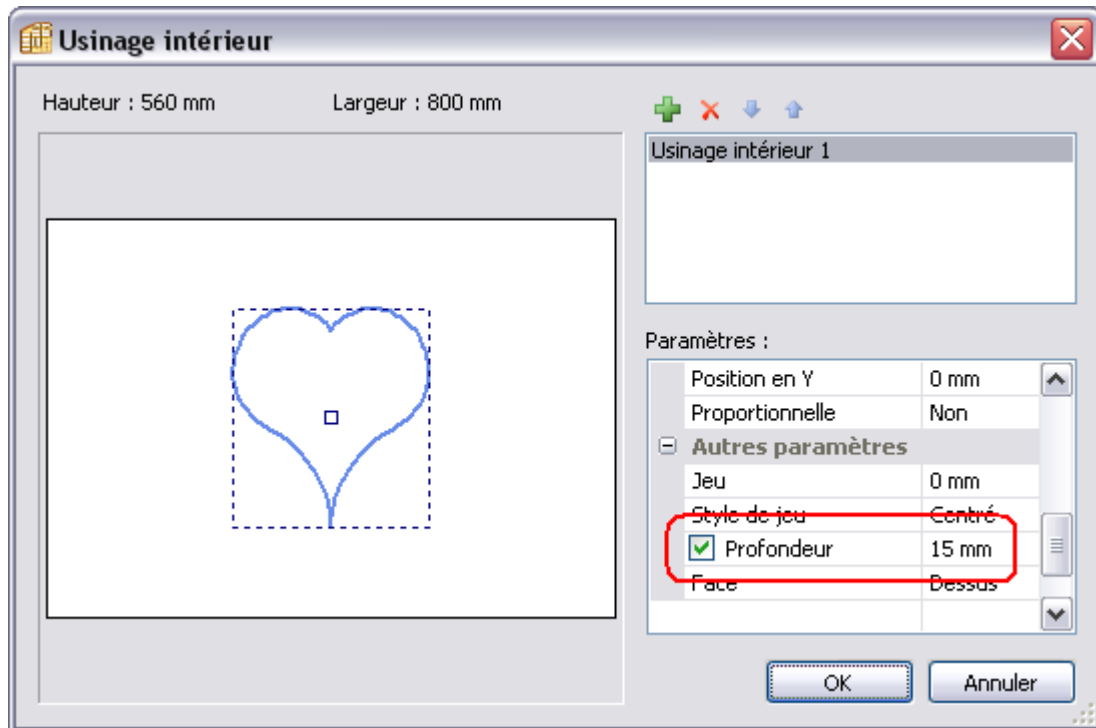 Usinage intérieur
Hauteur : 560 mm Largeur : 800 mm
Usinage intérieur 1
Paramètres :
Position en Y 0 mm
Proportionnelle Non
Autres paramètres
Jeu 0 mm
Style de jeu Centré
Profondeur 15 mm
Face Dessus
OK Annuler